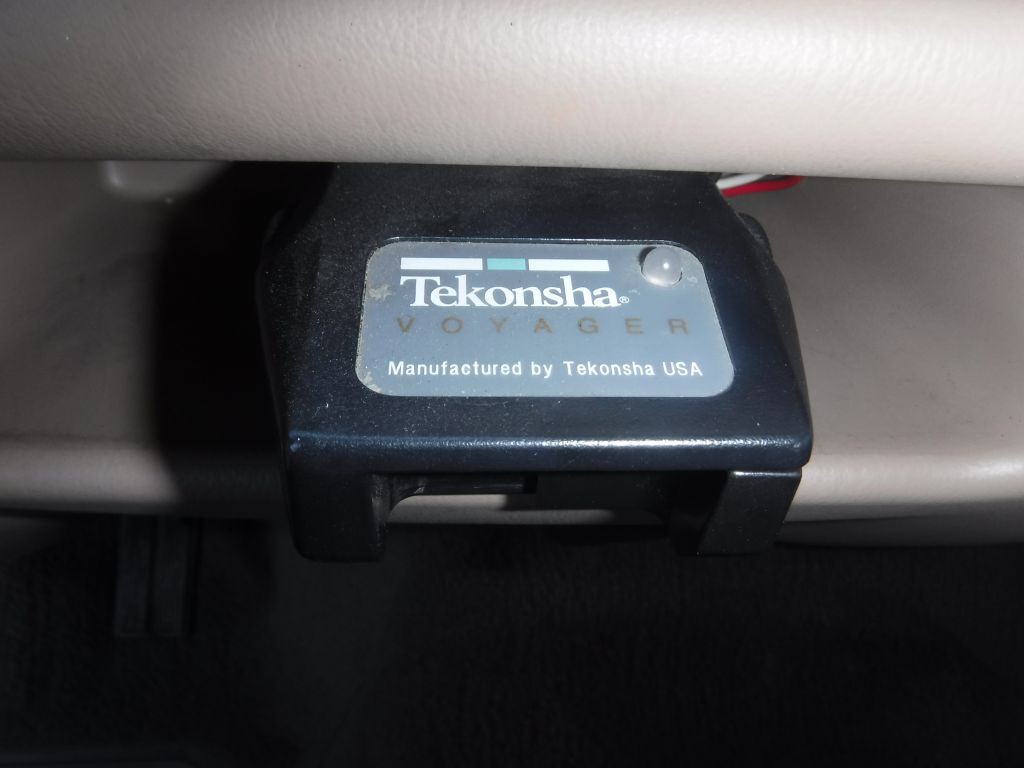 Tekonsha®
VOYAGER
Manufactured by Tekonsha USA